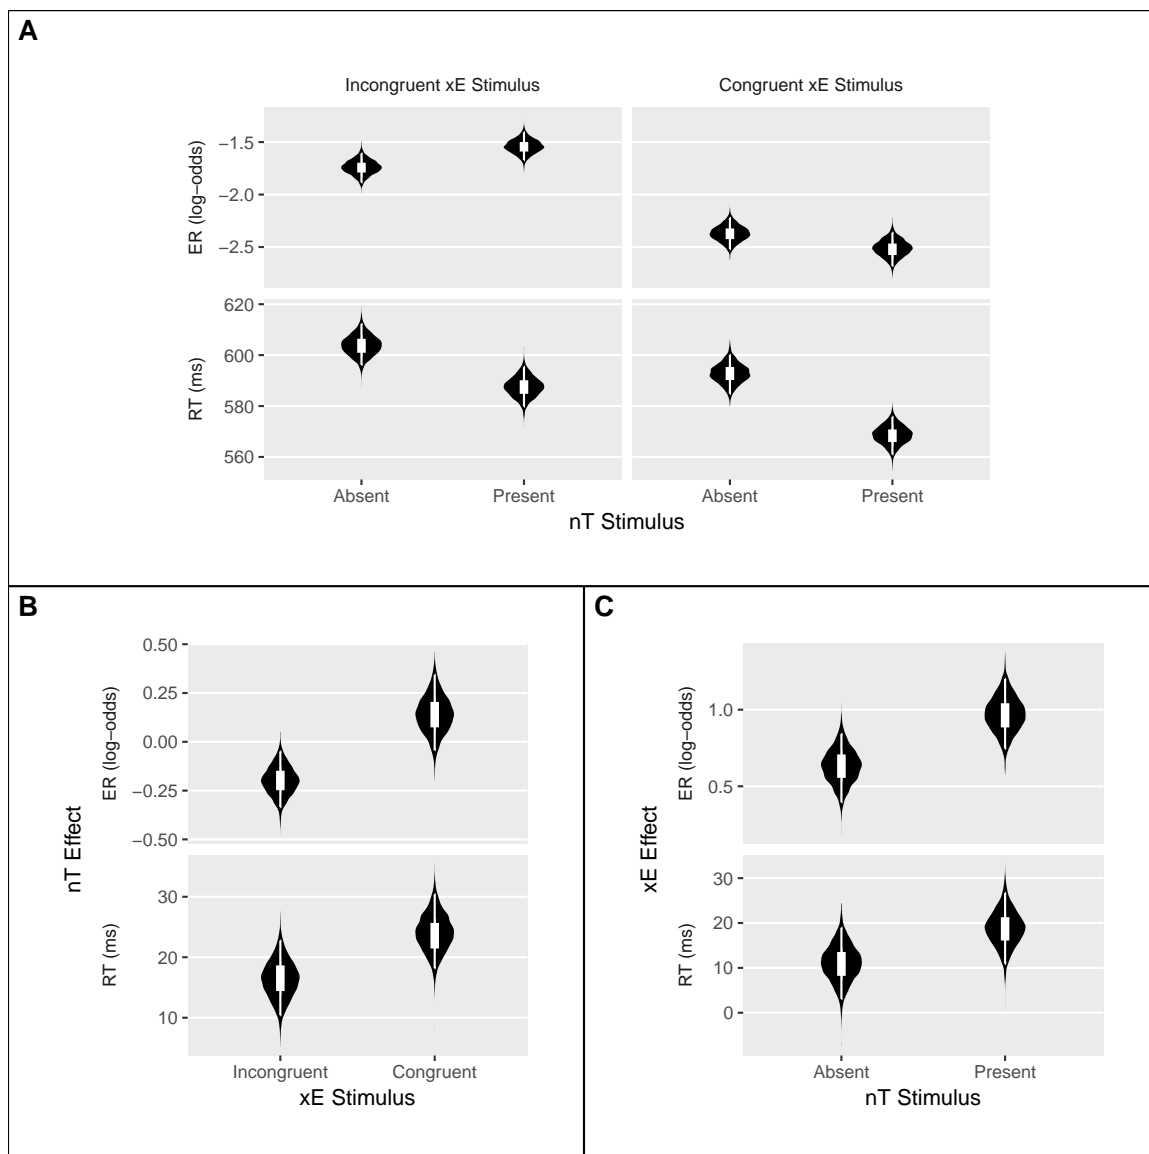 A
Incongruent xE Stimulus
Congruent xE Stimulus
ER (log−odds)
−1.5
−2.0
−2.5
RT (ms)
620
600
580
560
Absent
Present
Absent
Present
nT Stimulus
B
nT Effect
ER (log−odds)
0.50
0.25
0.00
−0.25
−0.50
RT (ms)
30
20
10
Incongruent
Congruent
xE Stimulus
C
xE Effect
ER (log−odds)
1.0
0.5
RT (ms)
30
20
10
0
Absent
Present
nT Stimulus